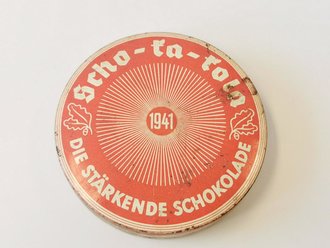 Scho-ka-kola
1941
DIE STÄRKENDE SCHOKOLADE